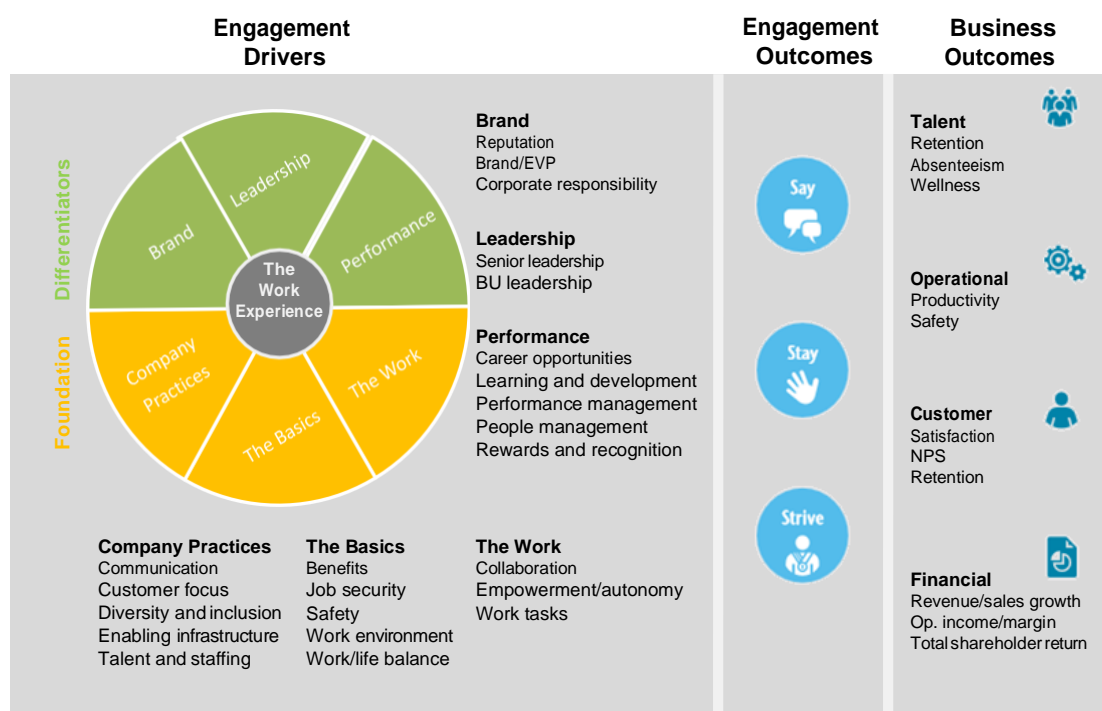 Engagement
Drivers
Engagement
Outcomes
Business
Outcomes
Differentiators
Foundation
Leadership
Brand
Performance
The
Work
Experience
Company
Practices
The Basics
The Work
Brand
Reputation
Brand/EVP
Corporate responsibility
Leadership
Senior leadership
BU leadership
Performance
Career opportunities
Learning and development
Performance management
People management
Rewards and recognition
Company Practices
Communication
Customer focus
Diversity and inclusion
Enabling infrastructure
Talent and staffing
The Basics
Benefits
Job security
Safety
Work environment
Work/life balance
The Work
Collaboration
Empowerment/autonomy
Work tasks
Say
Stay
Strive
Talent
Retention
Absenteeism
Wellness
Operational
Productivity
Safety
Customer
Satisfaction
NPS
Retention
Financial
Revenue/sales growth
Op. income/margin
Total shareholder return